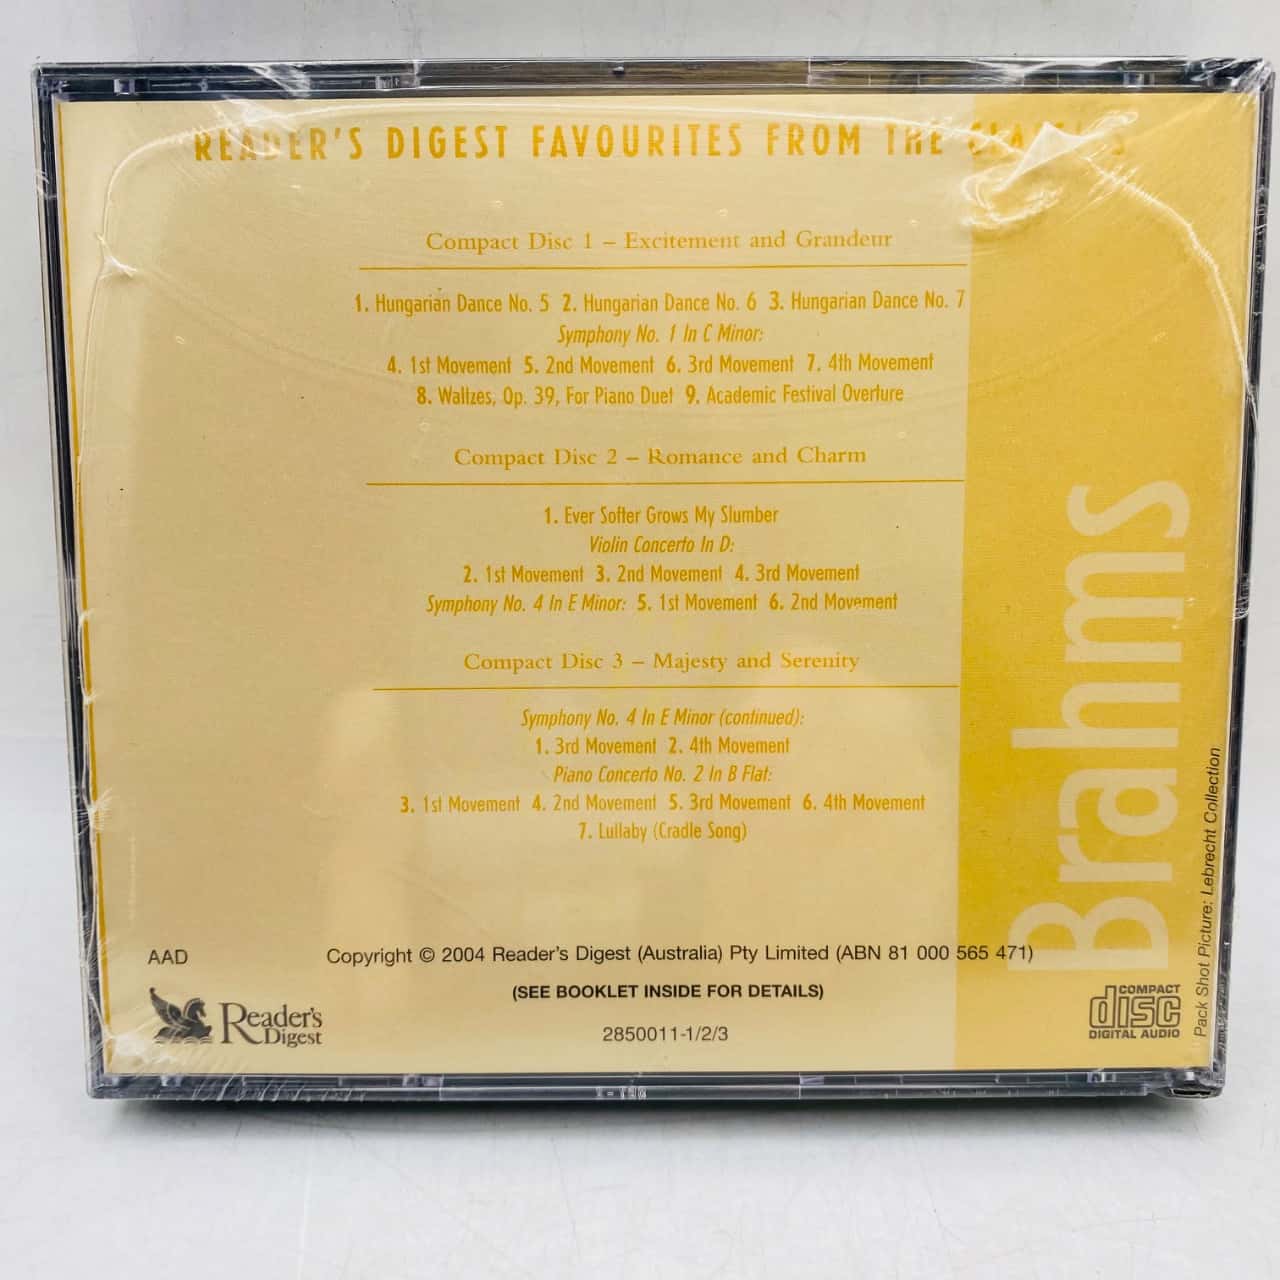 READER'S DIGEST FAVOURITES FROM THE CLASSICS
Compact Disc 1 – Excitement and Grandeur
1. Hungarian Dance No. 5 2. Hungarian Dance No. 6 3. Hungarian Dance No. 7
Symphony No. 1 In C Minor:
4. 1st Movement 5. 2nd Movement 6. 3rd Movement 7. 4th Movement
8. Waltzes, Op. 39, For Piano Duet 9. Academic Festival Overture
Compact Disc 2 – Romance and Charm
1. Ever Softer Grows My Slumber
Violin Concerto In D:
2. 1st Movement 3. 2nd Movement 4. 3rd Movement
Symphony No. 4 In E Minor: 5. 1st Movement 6. 2nd Movement
Compact Disc 3 – Majesty and Serenity
Symphony No. 4 In E Minor (continued):
1. 3rd Movement 2. 4th Movement
Piano Concerto No. 2 In B Flat:
3. 1st Movement 4. 2nd Movement 5. 3rd Movement 6. 4th Movement
7. Lullaby (Cradle Song)
Brahms
Pack Shot Picture: Lebrecht Collection
AAD
Copyright © 2004 Reader's Digest (Australia) Pty Limited (ABN 81 000 565 471)
(SEE BOOKLET INSIDE FOR DETAILS)
2850011-1/2/3
Reader's
Digest
COMPACT
disc
DIGITAL AUDIO